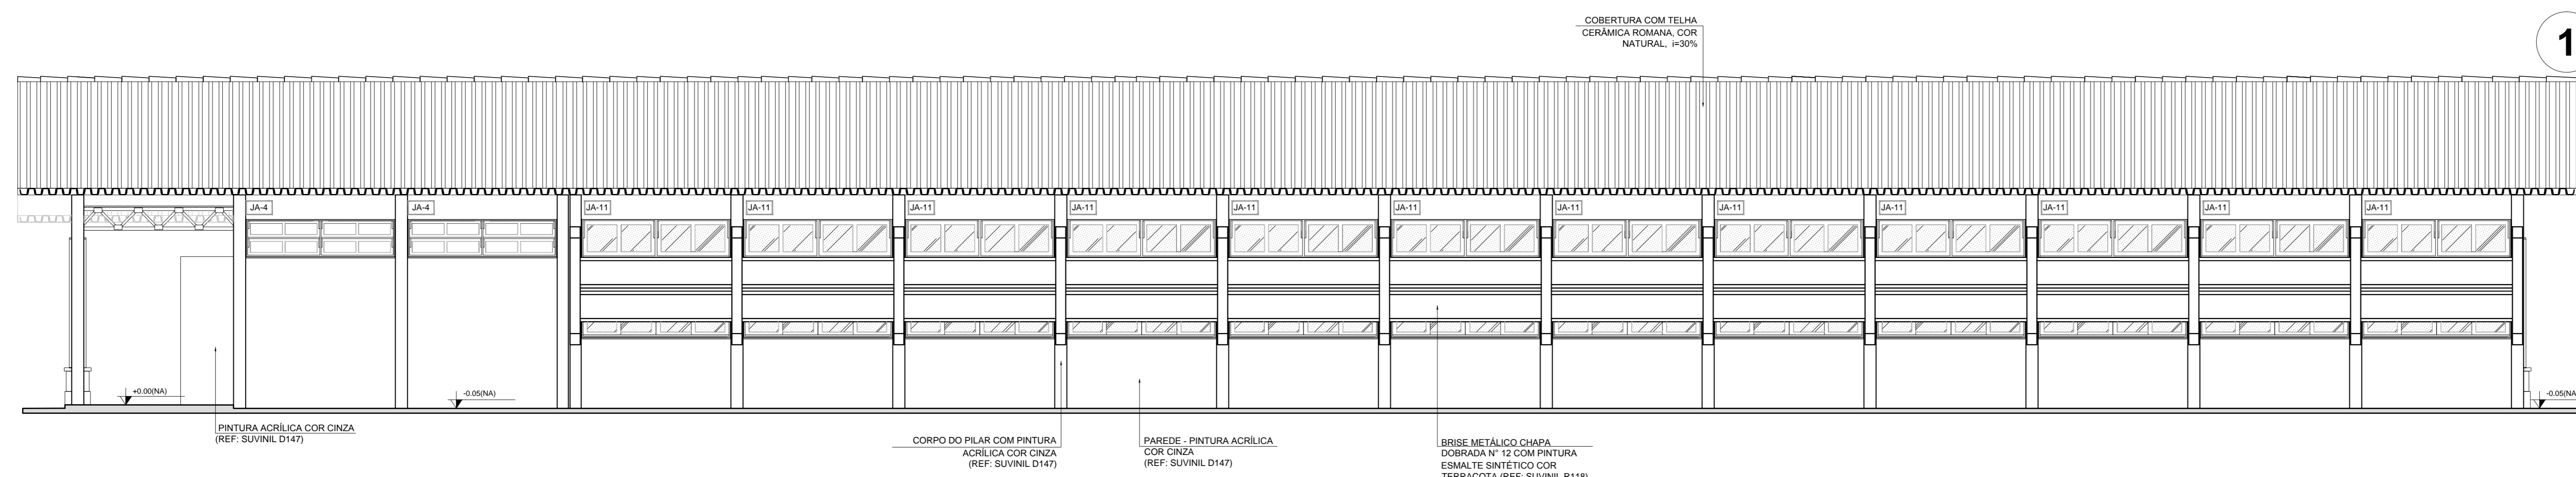 COBERTURA COM TELHA
CERÂMICA ROMANA, COR
NATURAL, i=30%
1
JA-4
JA-4
JA-11
JA-11
JA-11
JA-11
JA-11
JA-11
JA-11
JA-11
JA-11
JA-11
JA-11
JA-11
+0.00(NA)
-0.05(NA)
-0.05(NA
PINTURA ACRÍLICA COR CINZA
(REF: SUVINIL D147)
CORPO DO PILAR COM PINTURA
ACRÍLICA COR CINZA
(REF: SUVINIL D147)
PAREDE - PINTURA ACRÍLICA
COR CINZA
(REF: SUVINIL D147)
BRISE METÁLICO CHAPA
DOBRADA N° 12 COM PINTURA
ESMALTE SINTÉTICO COR
TERRACOTA (REF: SUVINIL R118)